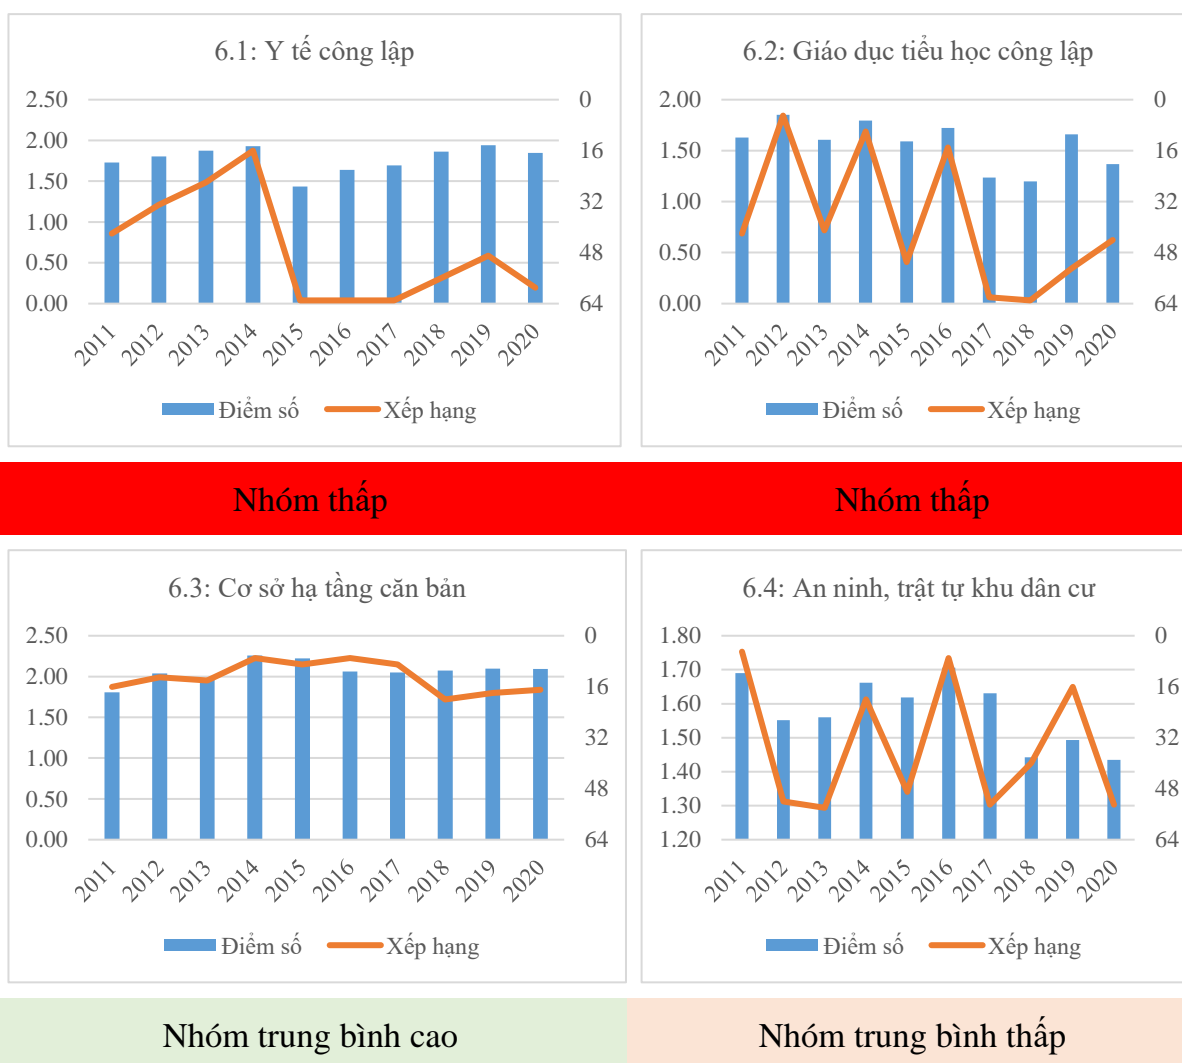 6.1: Y tế công lập
2.50
2.00
1.50
1.00
0.50
0.00
0
16
32
48
64
2011 2012 2013 2014 2015 2016 2017 2018 2019 2020
Điểm số Xếp hạng
6.2: Giáo dục tiểu học công lập
2.00
1.50
1.00
0.50
0.00
0
16
32
48
64
2011 2012 2013 2014 2015 2016 2017 2018 2019 2020
Điểm số Xếp hạng
Nhóm thấp
Nhóm thấp
6.3: Cơ sở hạ tầng căn bản
2.50
2.00
1.50
1.00
0.50
0.00
0
16
32
48
64
2011 2012 2013 2014 2015 2016 2017 2018 2019 2020
Điểm số Xếp hạng
6.4: An ninh, trật tự khu dân cư
1.80
1.70
1.60
1.50
1.40
1.30
1.20
0
16
32
48
64
2011 2012 2013 2014 2015 2016 2017 2018 2019 2020
Điểm số Xếp hạng
Nhóm trung bình cao
Nhóm trung bình thấp